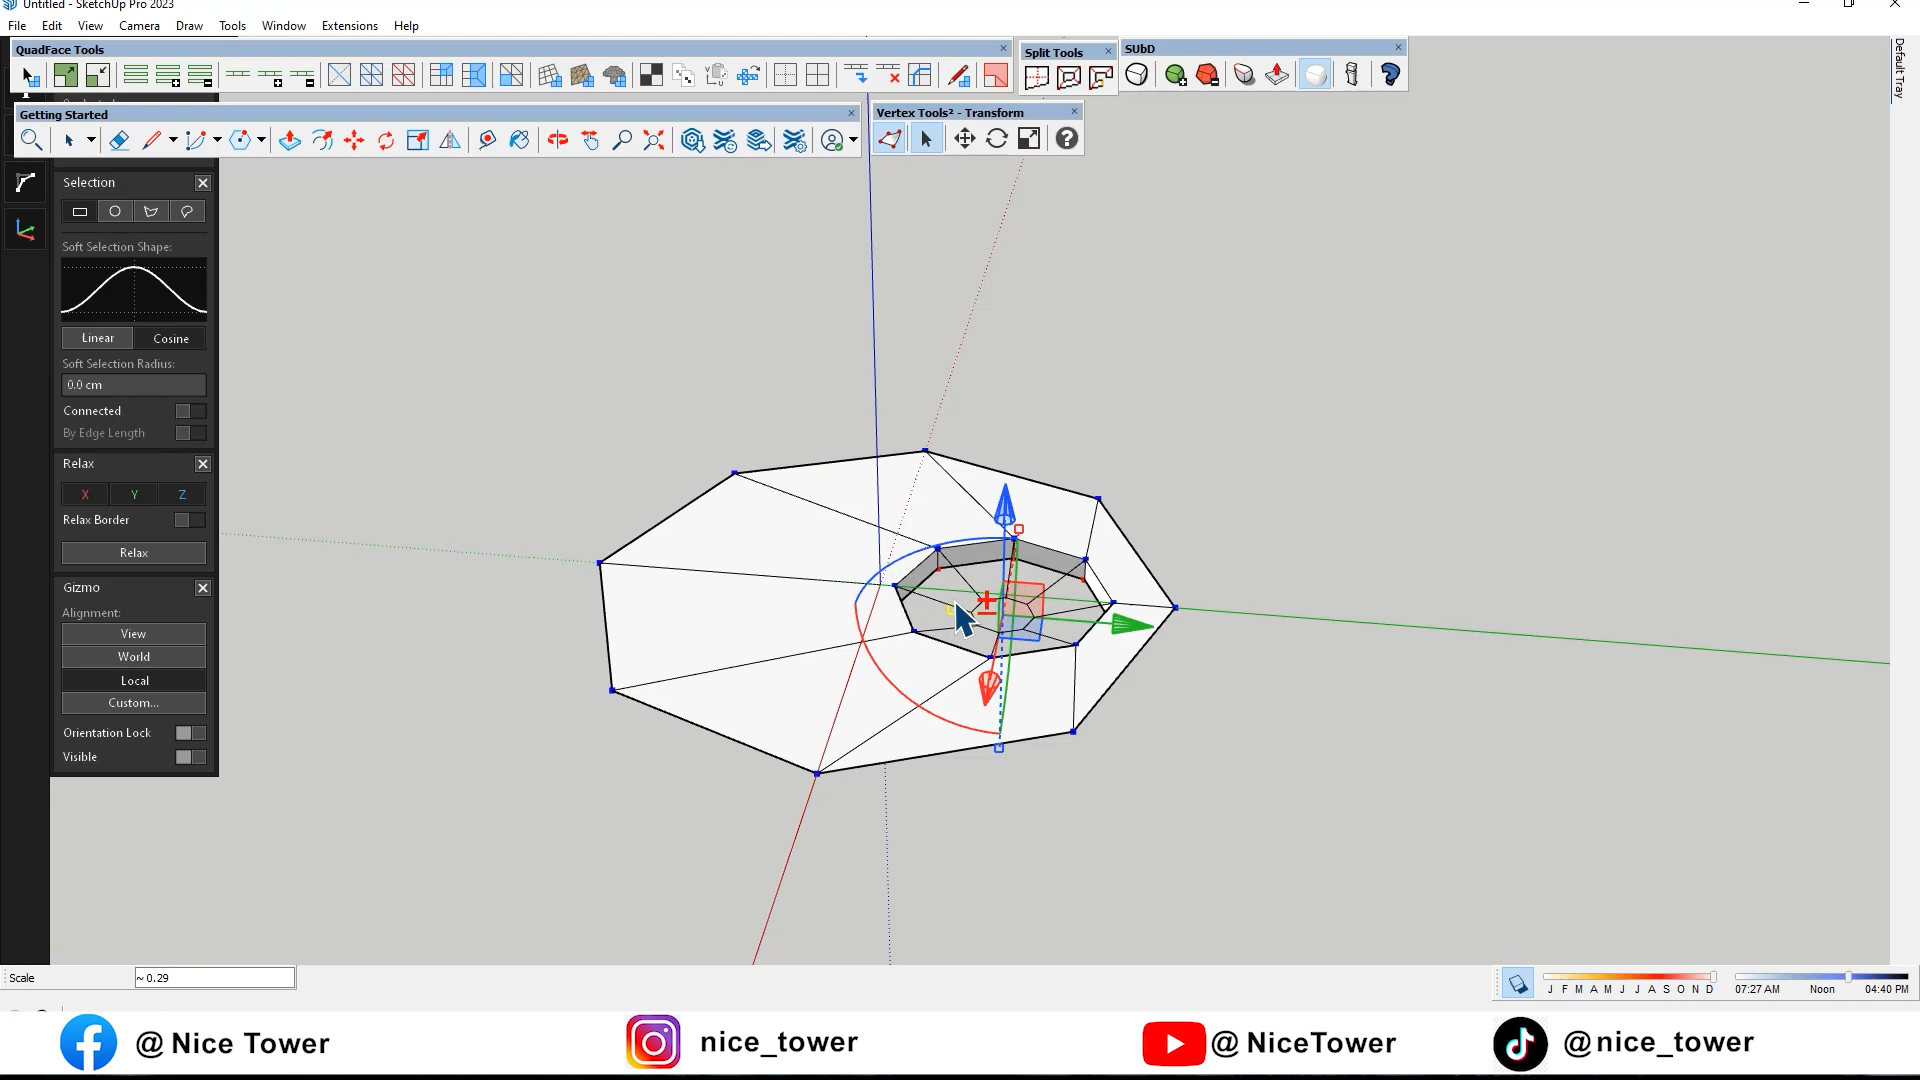 Untitled - SketchUp Pro 2023
File Edit View Camera Draw Tools Window Extensions Help
QuadFace Tools
Split Tools
SUbD
Default Tray
Getting Started
Vertex Tools² - Transform
Selection
Soft Selection Shape:
Linear Cosine
Soft Selection Radius:
0.0 cm
Connected
By Edge Length
Relax
X Y Z
Relax Border
Relax
Gizmo
Alignment:
View
World
Local
Custom...
Orientation Lock
Visible
Scale ~ 0.29
J F M A M J J A S O N D
07:27 AM Noon 04:40 PM
@ Nice Tower nice_tower @ NiceTower @nice_tower